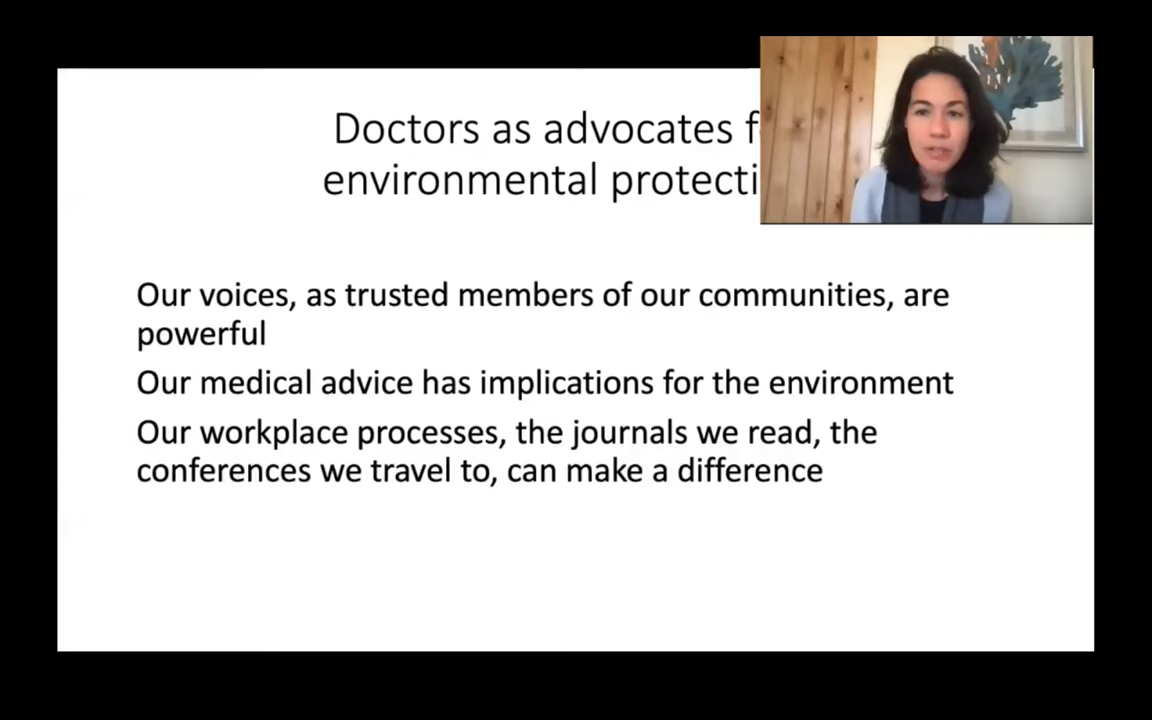 Doctors as advocates
environmental
Our voices, as trusted members of our communities, are
powerful
Our medical advice has implications for the environment
Our workplace processes, the journals we read, the
conferences we travel to, can make a difference